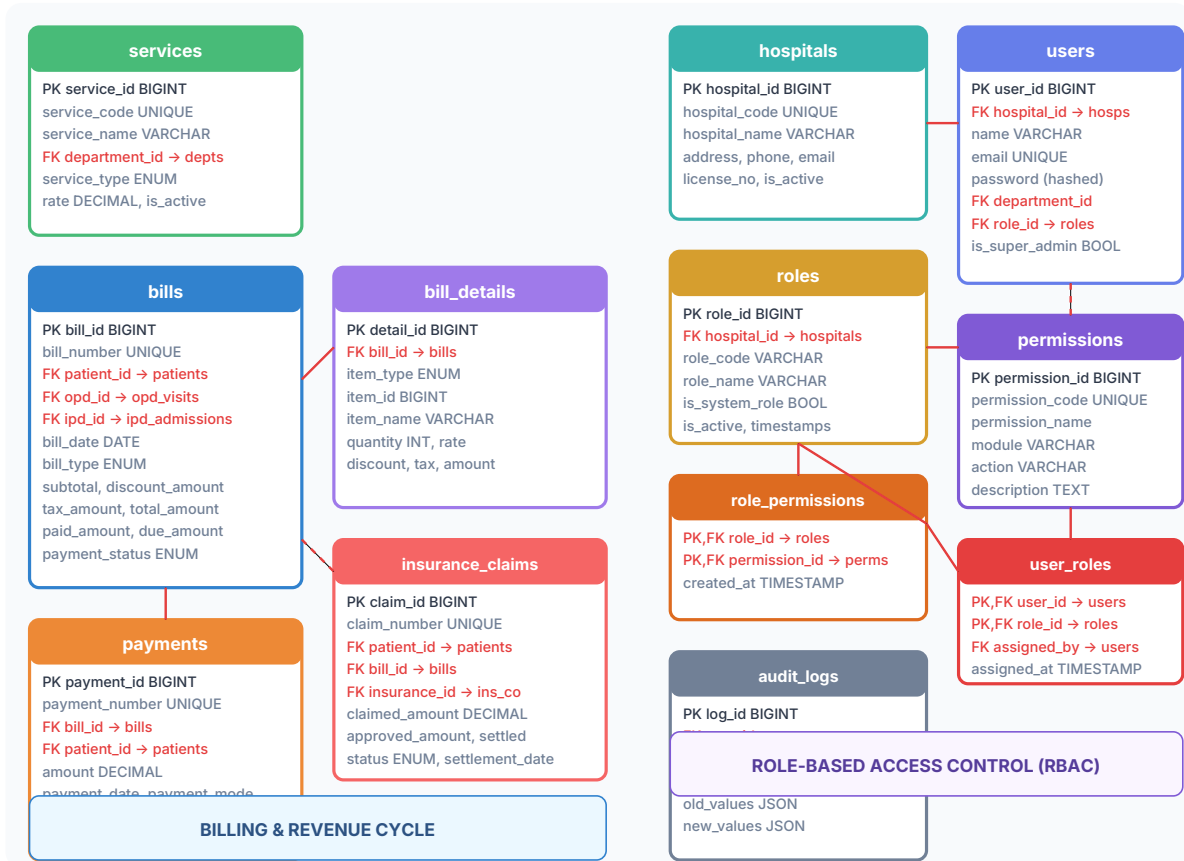 services
PK service_id BIGINT
service_code UNIQUE
service_name VARCHAR
FK department_id → depts
service_type ENUM
rate DECIMAL, is_active
bills
PK bill_id BIGINT
bill_number UNIQUE
FK patient_id → patients
FK opd_id → opd_visits
FK ipd_id → ipd_admissions
bill_date DATE
bill_type ENUM
subtotal, discount_amount
tax_amount, total_amount
paid_amount, due_amount
payment_status ENUM
bill_details
PK detail_id BIGINT
FK bill_id → bills
item_type ENUM
item_id BIGINT
item_name VARCHAR
quantity INT, rate
discount, tax, amount
insurance_claims
PK claim_id BIGINT
claim_number UNIQUE
FK patient_id → patients
FK bill_id → bills
FK insurance_id → ins_co
claimed_amount DECIMAL
approved_amount, settled
status ENUM, settlement_date
payments
PK payment_id BIGINT
payment_number UNIQUE
FK bill_id → bills
FK patient_id → patients
amount DECIMAL
payment_date, payment_mode
BILLING & REVENUE CYCLE
hospitals
PK hospital_id BIGINT
hospital_code UNIQUE
hospital_name VARCHAR
address, phone, email
license_no, is_active
users
PK user_id BIGINT
FK hospital_id → hosps
name VARCHAR
email UNIQUE
password (hashed)
FK department_id
FK role_id → roles
is_super_admin BOOL
roles
PK role_id BIGINT
FK hospital_id → hospitals
role_code VARCHAR
role_name VARCHAR
is_system_role BOOL
is_active, timestamps
permissions
PK permission_id BIGINT
permission_code UNIQUE
permission_name
module VARCHAR
action VARCHAR
description TEXT
role_permissions
PK,FK role_id → roles
PK,FK permission_id → perms
created_at TIMESTAMP
user_roles
PK,FK user_id → users
PK,FK role_id → roles
FK assigned_by → users
assigned_at TIMESTAMP
audit_logs
PK log_id BIGINT
ROLE-BASED ACCESS CONTROL (RBAC)
old_values JSON
new_values JSON